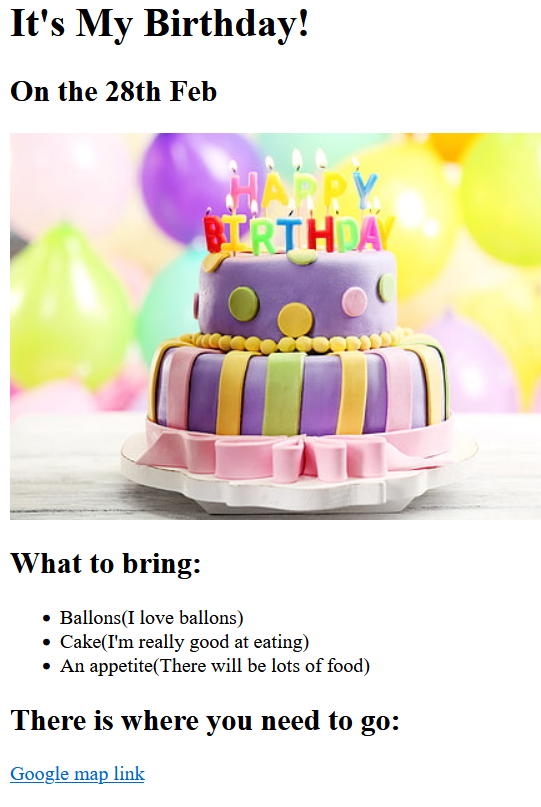 It's My Birthday!
On the 28th Feb
HAPPY
BIRTHDAY
What to bring:
Ballons(I love ballons)
Cake(I'm really good at eating)
An appetite(There will be lots of food)
There is where you need to go:
Google map link